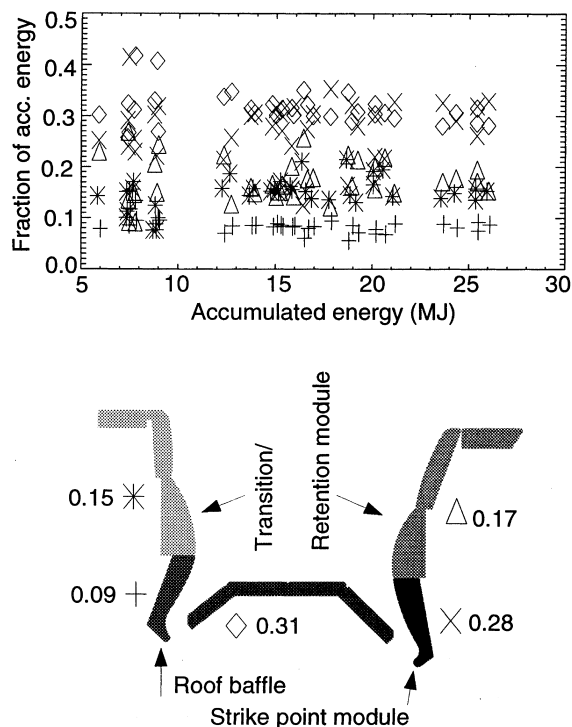 Fraction of acc. energy
0.5
0.4
0.3
0.2
0.1
0.0
5 10 15 20 25 30
Accumulated energy (MJ)
Transition/
Retention module
0.15
0.17
0.09
0.31
0.28
Roof baffle
Strike point module